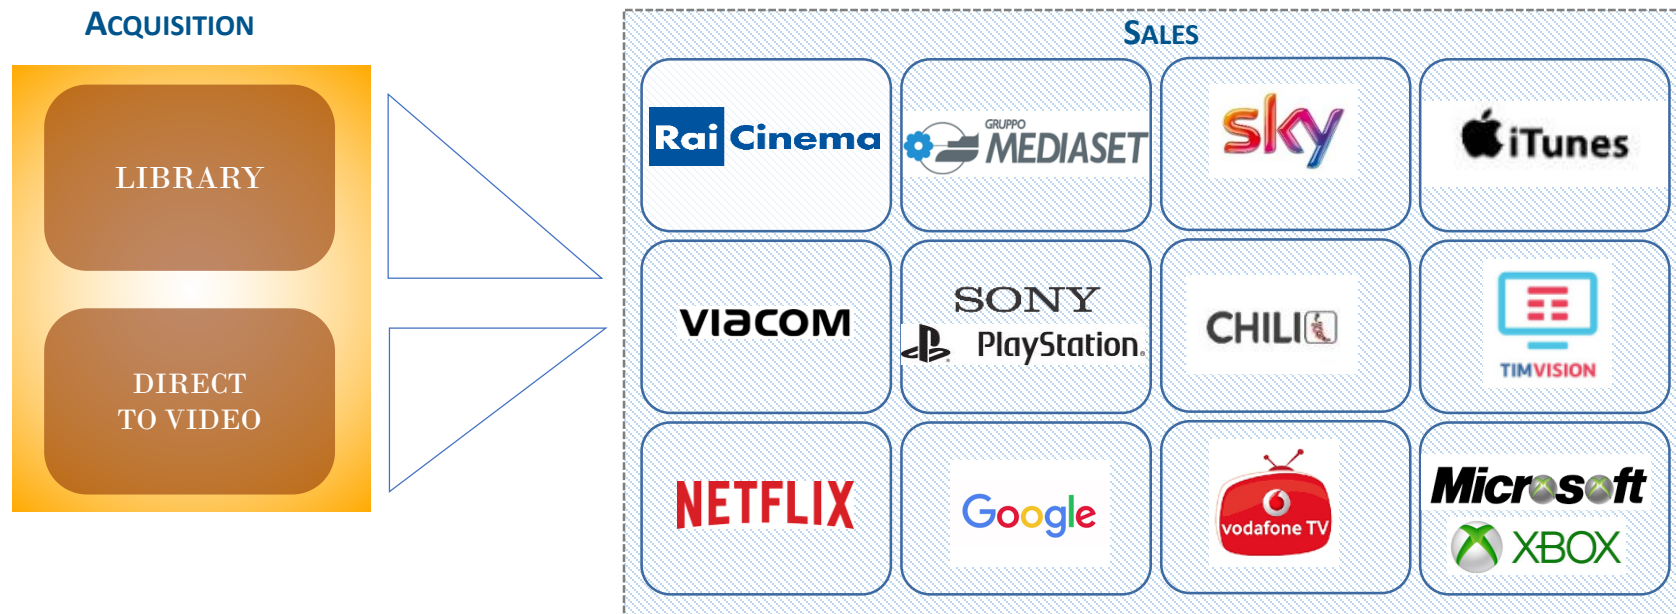 ACQUISITION
SALES
LIBRARY
DIRECT
TO VIDEO
Rai Cinema
GRUPPO
MEDIASET
sky
iTunes
VIACOM
SONY
PlayStation
CHILI
TIMVISION
NETFLIX
Google
vodafone TV
Microsoft
XBOX